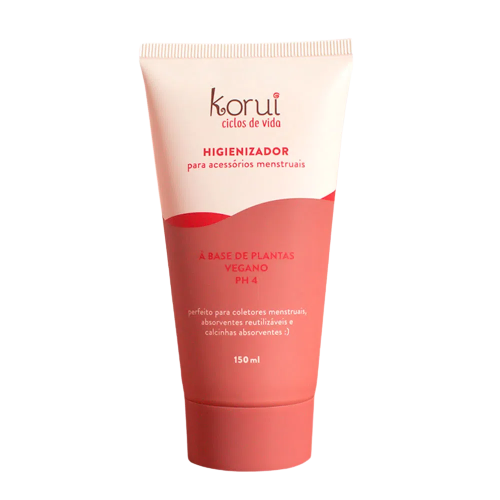 korui
ciclos de vida
HIGIENIZADOR
para acessórios menstruais
À BASE DE PLANTAS
VEGANO
PH 4
perfeito para coletores menstruais,
absorventes reutilizáveis e
calcinhas absorventes :)
150 ml